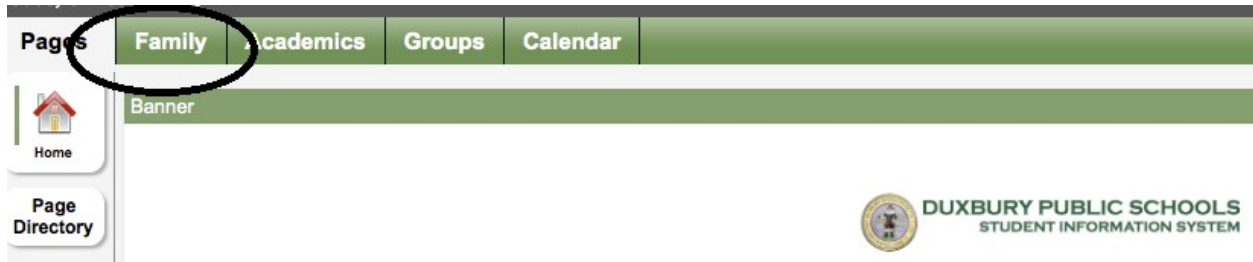 Pages Family Academics Groups Calendar
Banner
Home
Page
Directory
DUXBURY PUBLIC SCHOOLS
STUDENT INFORMATION SYSTEM